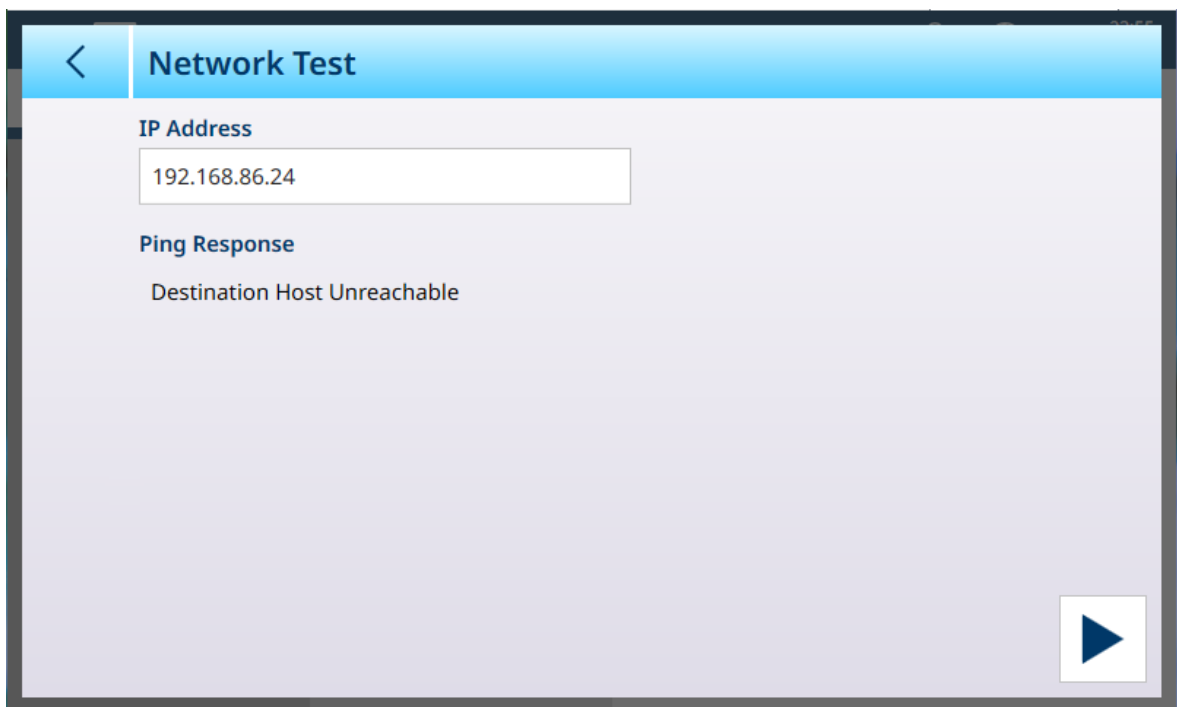 Network Test
IP Address
192.168.86.24
Ping Response
Destination Host Unreachable